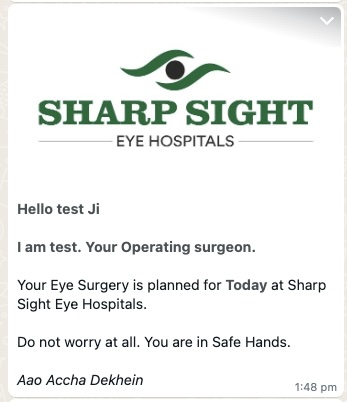 SHARP SIGHT
EYE HOSPITALS
Hello test Ji
I am test. Your Operating surgeon.
Your Eye Surgery is planned for Today at Sharp
Sight Eye Hospitals.
Do not worry at all. You are in Safe Hands.
Aao Accha Dekhein
1:48 pm